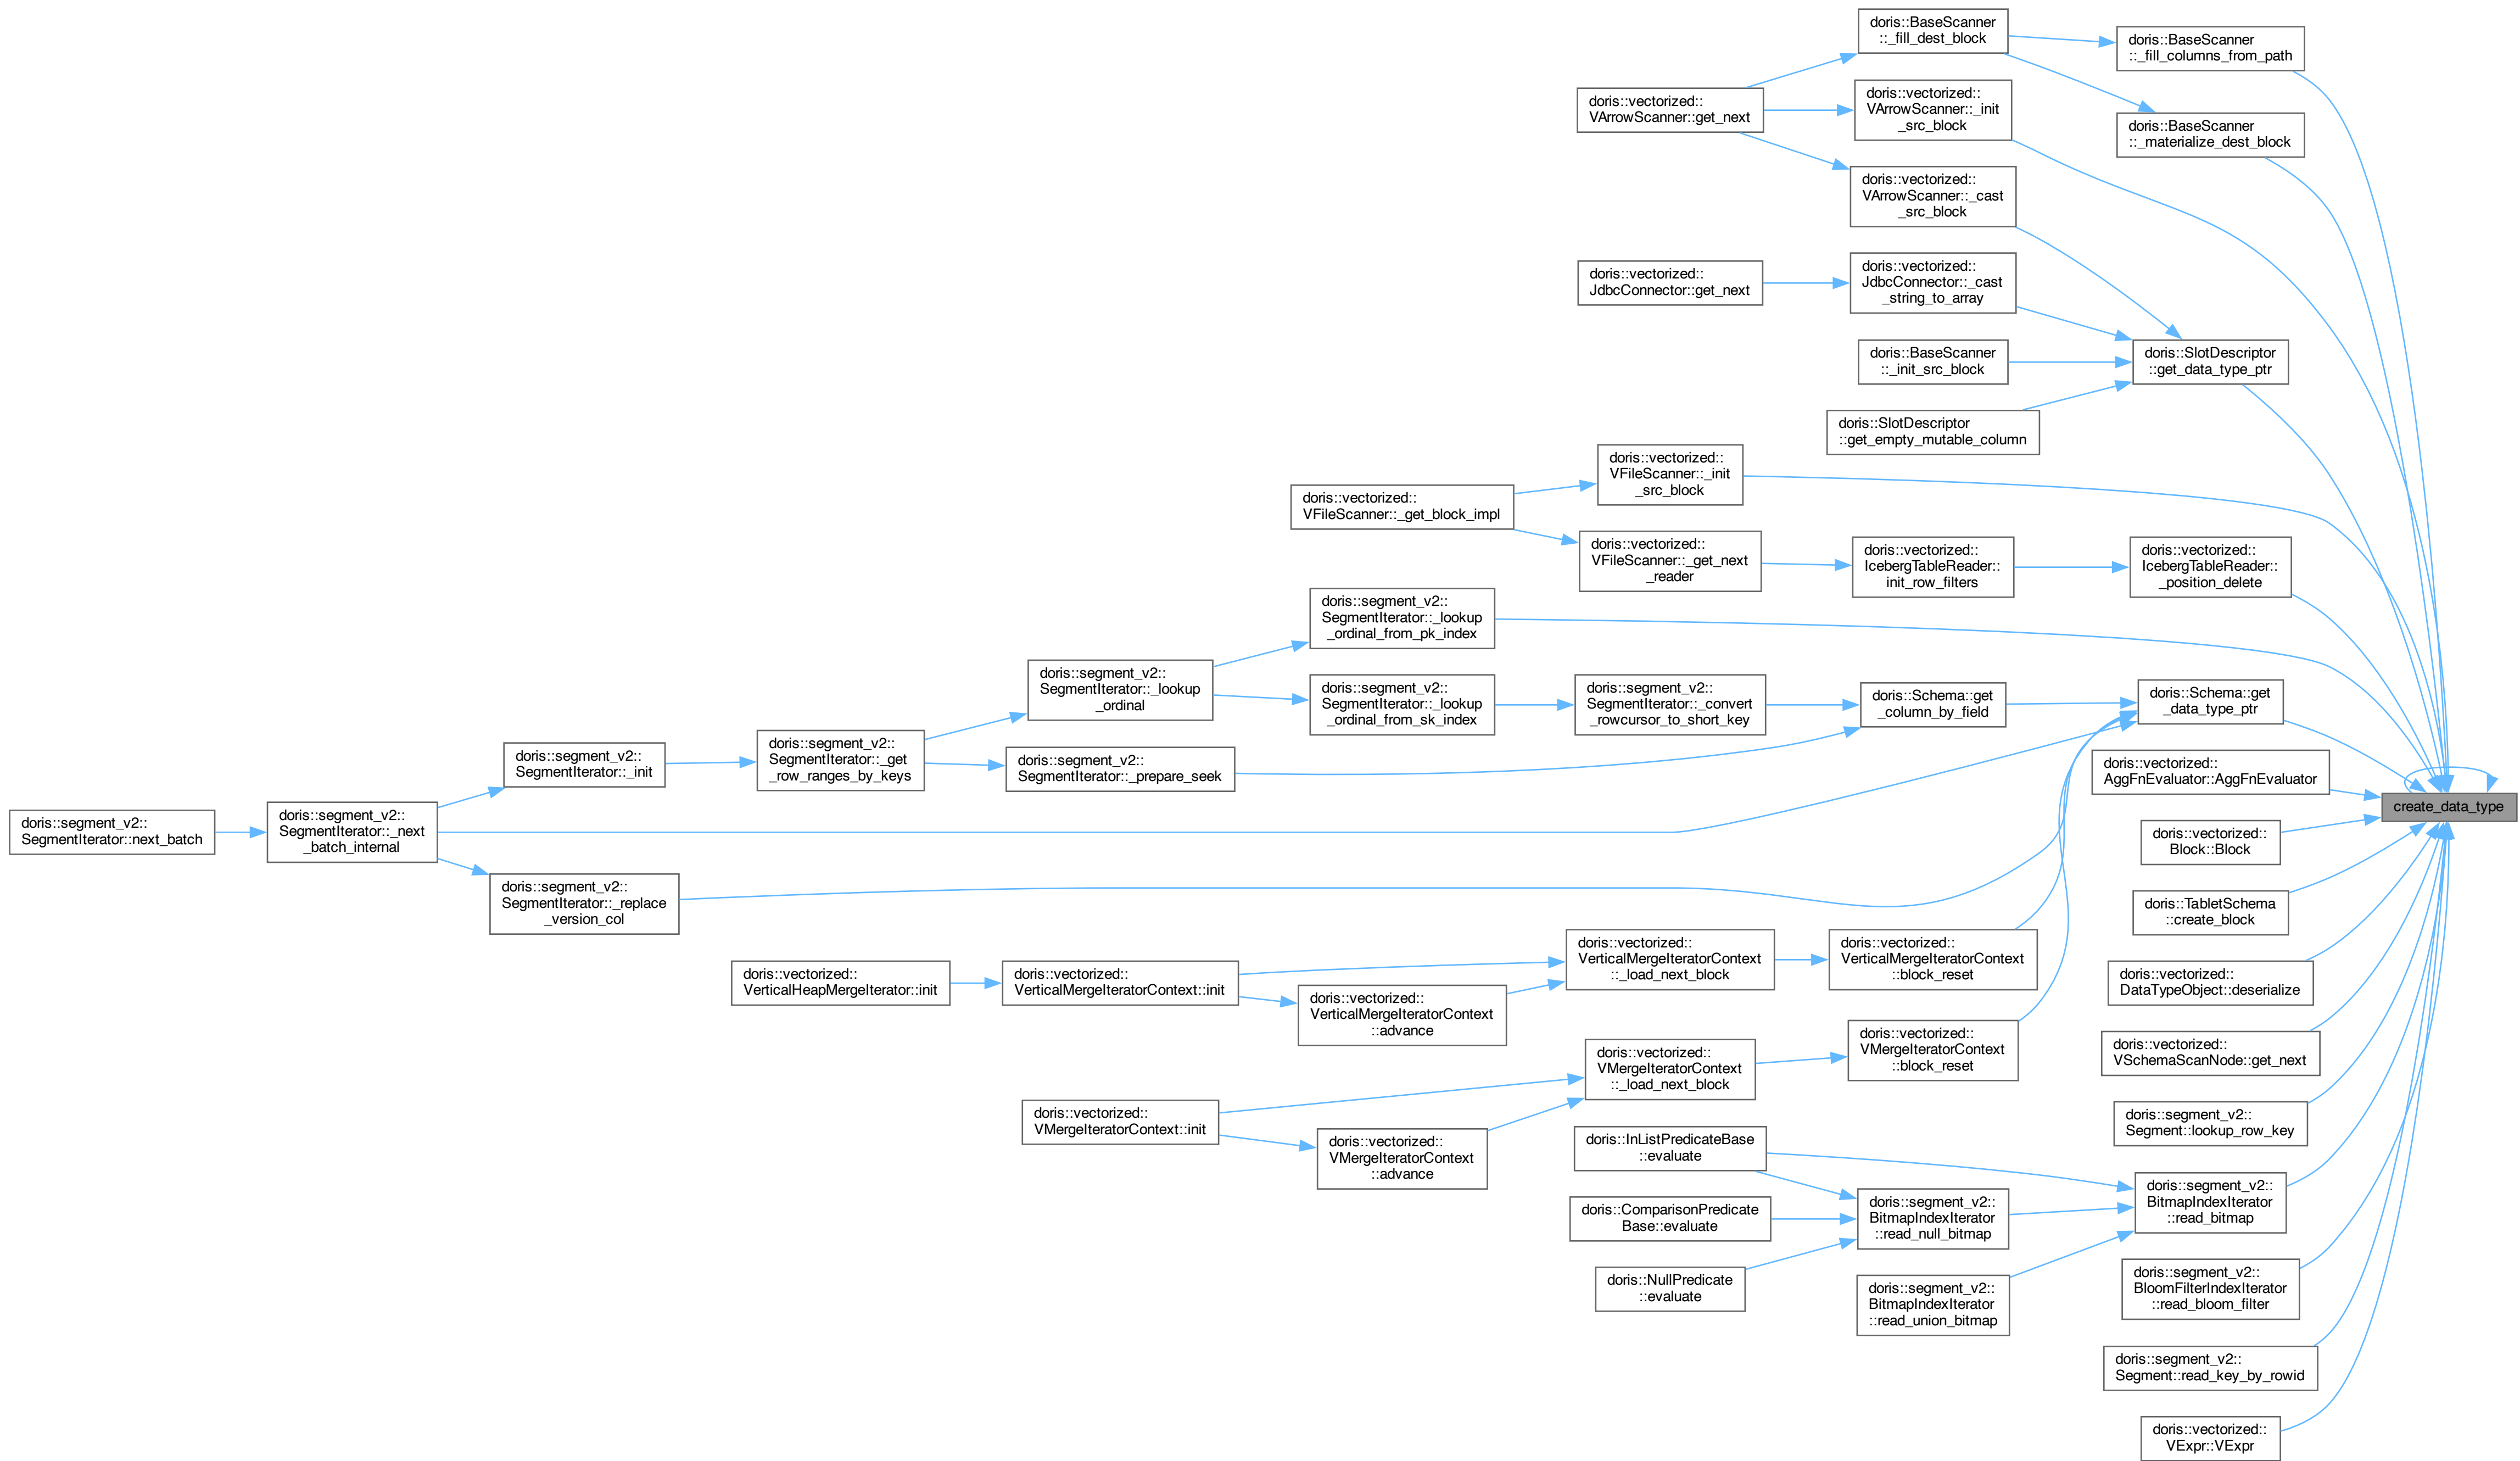 doris::BaseScanner
::_fill_dest_block
doris::BaseScanner
::_fill_columns_from_path
doris::vectorized::
VArrowScanner::get_next
doris::vectorized::
VArrowScanner::_init
_src_block
doris::BaseScanner
::_materialize_dest_block
doris::vectorized::
VArrowScanner::_cast
_src_block
doris::vectorized::
JdbcConnector::get_next
doris::vectorized::
JdbcConnector::_cast
_string_to_array
doris::BaseScanner
::_init_src_block
doris::SlotDescriptor
::get_data_type_ptr
doris::SlotDescriptor
::get_empty_mutable_column
doris::vectorized::
VFileScanner::_init
_src_block
doris::vectorized::
VFileScanner::_get_block_impl
doris::vectorized::
VFileScanner::_get_next
_reader
doris::vectorized::
IcebergTableReader::
init_row_filters
doris::vectorized::
IcebergTableReader::
_position_delete
doris::segment_v2::
SegmentIterator::_lookup
_ordinal_from_pk_index
doris::segment_v2::
SegmentIterator::_lookup
_ordinal
doris::segment_v2::
SegmentIterator::_lookup
_ordinal_from_sk_index
doris::segment_v2::
SegmentIterator::_convert
_rowcursor_to_short_key
doris::Schema::get
_column_by_field
doris::Schema::get
_data_type_ptr
doris::segment_v2::
SegmentIterator::_init
doris::segment_v2::
SegmentIterator::_get
_row_ranges_by_keys
doris::segment_v2::
SegmentIterator::_prepare_seek
doris::vectorized::
AggFnEvaluator::AggFnEvaluator
create_data_type
doris::segment_v2::
SegmentIterator::next_batch
doris::segment_v2::
SegmentIterator::_next
_batch_internal
doris::vectorized::
Block::Block
doris::segment_v2::
SegmentIterator::_replace
_version_col
doris::TabletSchema
::create_block
doris::vectorized::
VerticalHeapMergeIterator::init
doris::vectorized::
VerticalMergeIteratorContext::init
doris::vectorized::
VerticalMergeIteratorContext
::_load_next_block
doris::vectorized::
VerticalMergeIteratorContext
::block_reset
doris::vectorized::
VerticalMergeIteratorContext
::advance
doris::vectorized::
DataTypeObject::deserialize
doris::vectorized::
VMergeIteratorContext
::_load_next_block
doris::vectorized::
VMergeIteratorContext
::block_reset
doris::vectorized::
VSchemaScanNode::get_next
doris::vectorized::
VMergeIteratorContext::init
doris::vectorized::
VMergeIteratorContext
::advance
doris::segment_v2::
Segment::lookup_row_key
doris::InListPredicateBase
::evaluate
doris::ComparisonPredicate
Base::evaluate
doris::segment_v2::
BitmapIndexIterator
::read_null_bitmap
doris::segment_v2::
BitmapIndexIterator
::read_bitmap
doris::NullPredicate
::evaluate
doris::segment_v2::
BitmapIndexIterator
::read_union_bitmap
doris::segment_v2::
BloomFilterIndexIterator
::read_bloom_filter
doris::segment_v2::
Segment::read_key_by_rowid
doris::vectorized::
VExpr::VExpr